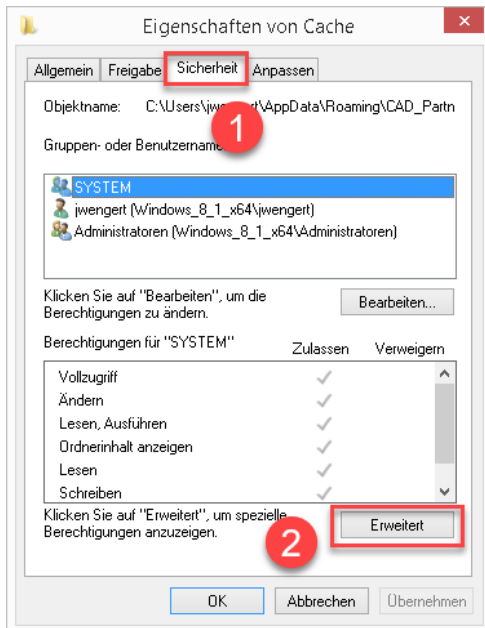 Eigenschaften von Cache
Allgemein Freigabe Sicherheit Anpassen
Objektname: C:\Users\ \AppData\Roaming\CAD_Partn
1
Gruppen- oder
SYSTEM
jwengert (Windows_8_1_x64\jwengert)
Administratoren (Windows_8_1_x64\Administratoren)
Klicken Sie auf "Bearbeiten", um die
Berechtigungen zu ändern.
Bearbeiten...
Berechtigungen für "SYSTEM" Zulassen Verweigern
Vollzugriff
Ändern
Lesen, Ausführen
Ordnerinhalt anzeigen
Lesen
Schreiben
Klicken Sie auf "Erweitert", um spezielle
Berechtigungen anzuzeigen.
2
Erweitert
OK Abbrechen Übernehmen